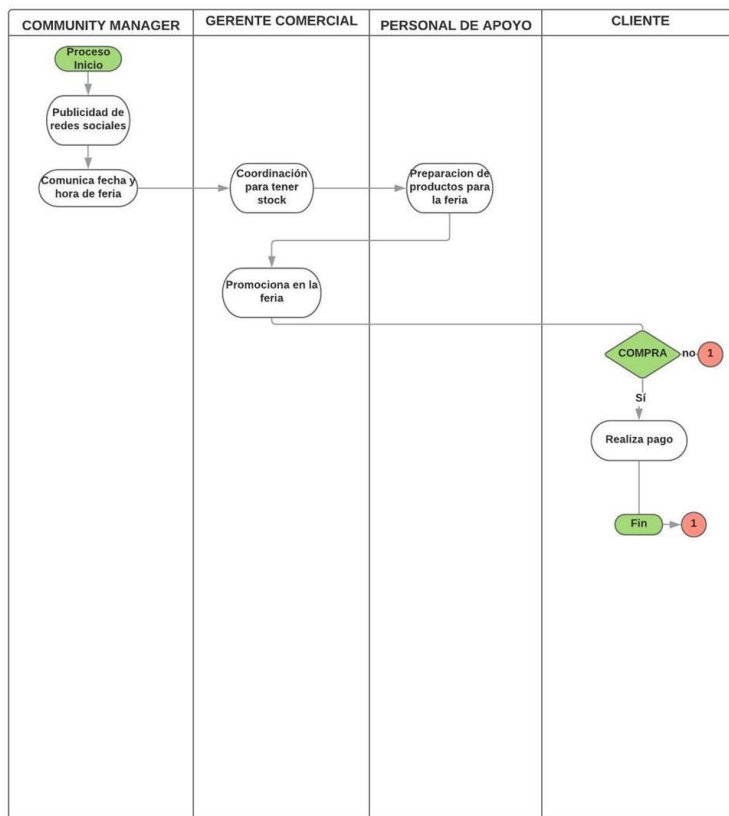 COMMUNITY MANAGER
GERENTE COMERCIAL
PERSONAL DE APOYO
CLIENTE
Proceso
Inicio
Publicidad de
redes sociales
Comunica fecha y
hora de feria
Coordinación
para tener
stock
Preparacion de
productos para
la feria
Promociona en la
feria
COMPRA
no
1
Sí
Realiza pago
Fin
1